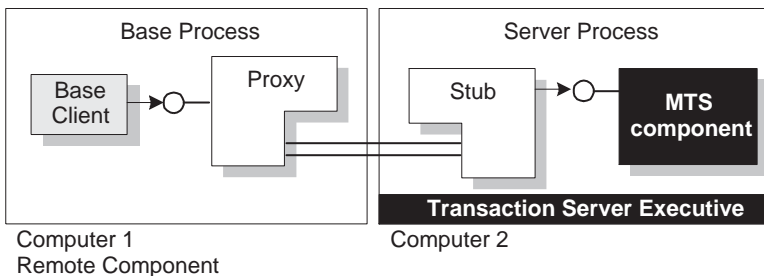 Base Process
Server Process
Base
Client
Proxy
Stub
MTS
component
Transaction Server Executive
Computer 1
Computer 2
Remote Component